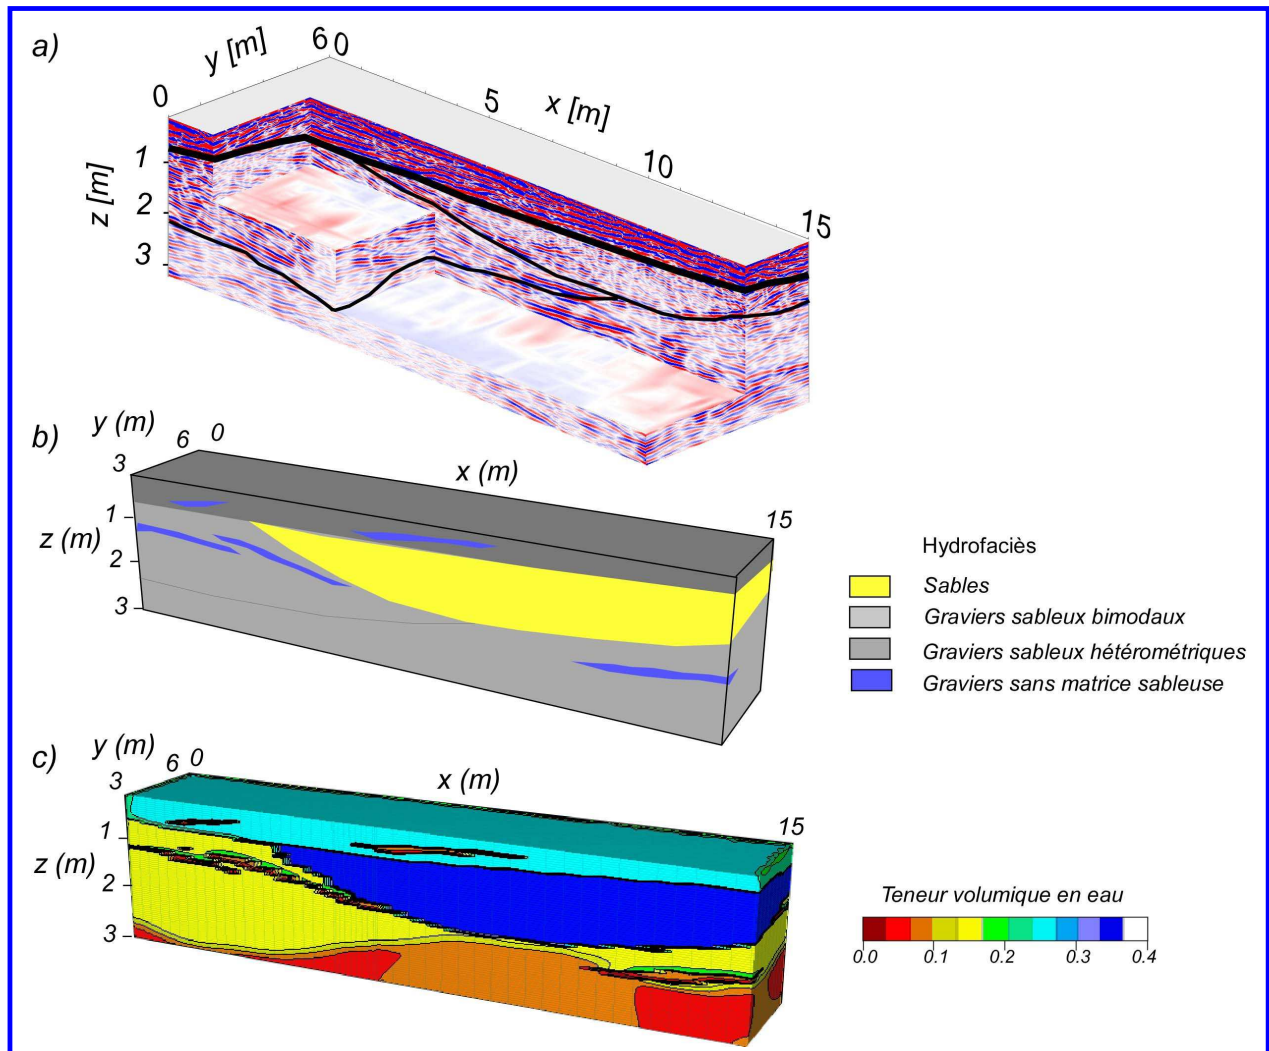 a)
y [m]
6 0
0
5
x [m]
10
15
z [m]
1
2
3
b)
y (m)
6 0
3
x (m)
15
z (m)
1
2
3
Hydrofaciès
Sables
Graviers sableux bimodaux
Graviers sableux hétérométriques
Graviers sans matrice sableuse
c)
y (m)
6 0
3
x (m)
15
z (m)
1
2
3
Teneur volumique en eau
0.0 0.1 0.2 0.3 0.4